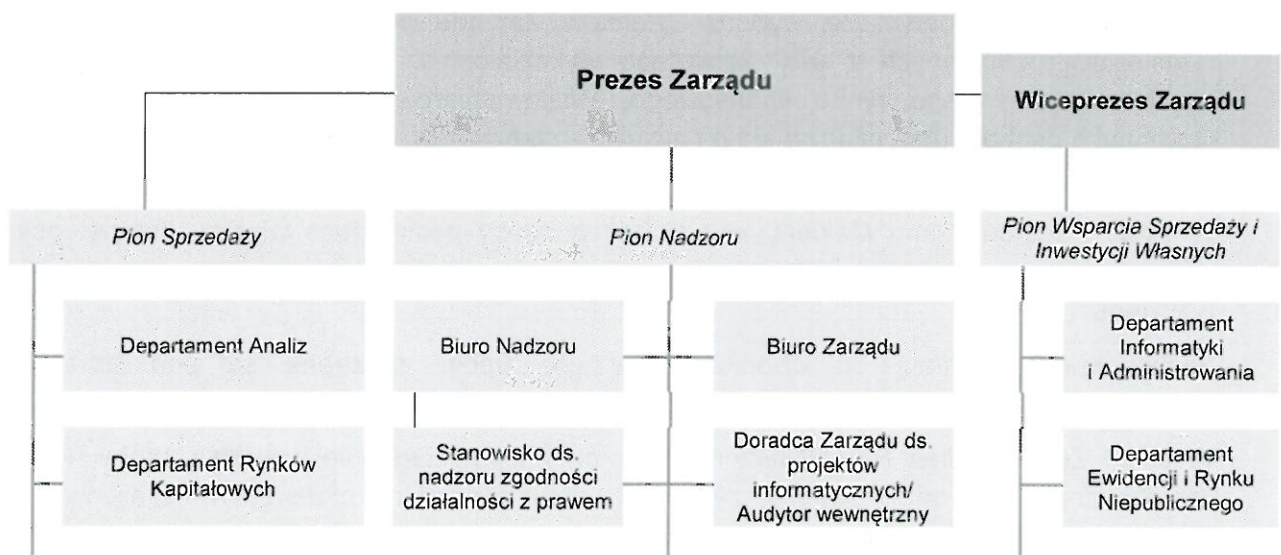 Prezes Zarządu
Wiceprezes Zarządu
Pion Sprzedaży
Pion Nadzoru
Pion Wsparcia Sprzedaży i
Inwestycji Własnych
Departament Analiz
Biuro Nadzoru
Biuro Zarządu
Departament
Informatyki
i Administrowania
Departament Rynków
Kapitałowych
Stanowisko ds.
nadzoru zgodności
działalności z prawem
Doradca Zarządu ds.
projektów
informatycznych/
Audytor wewnętrzny
Departament
Ewidencji i Rynku
Niepublicznego